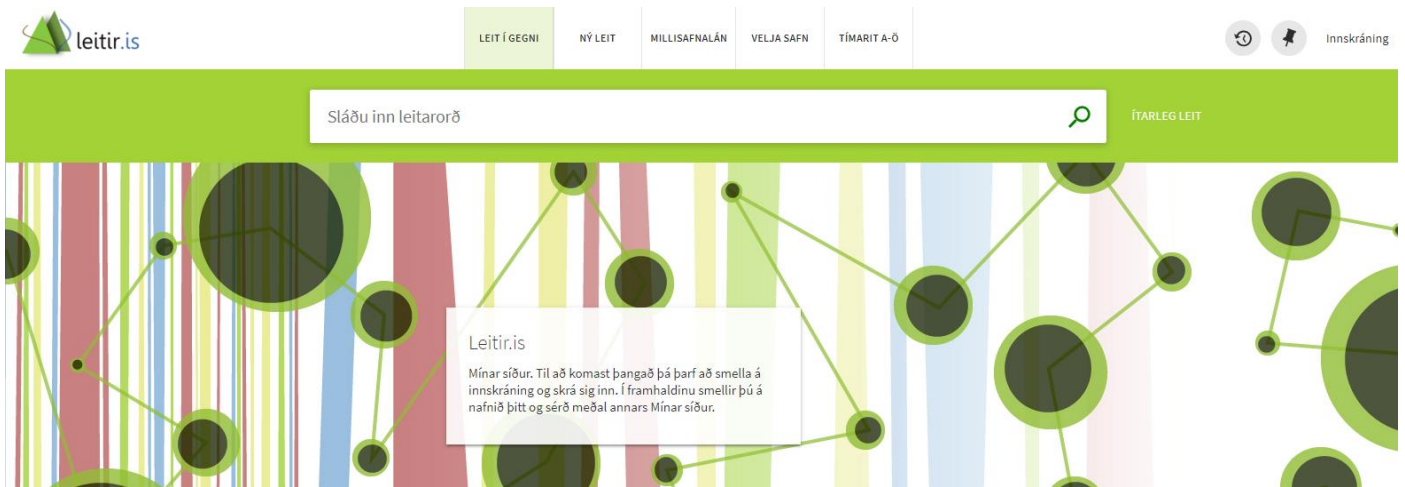 leitir.is
LEIT Í GEGNI
NÝ LEIT
MILLISAFNALÁN
VELJA SAFN
TÍMARIT A-Ö
Innskráning
Sláðu inn leitarorð
ÍTARLEG LEIT
Leitir.is
Mínar síður. Til að komast þangað þá þarf að smella á
innskráning og skrá sig inn. Í framhaldinu smellir þú á
nafnið þitt og sérð meðal annars Mínar síður.